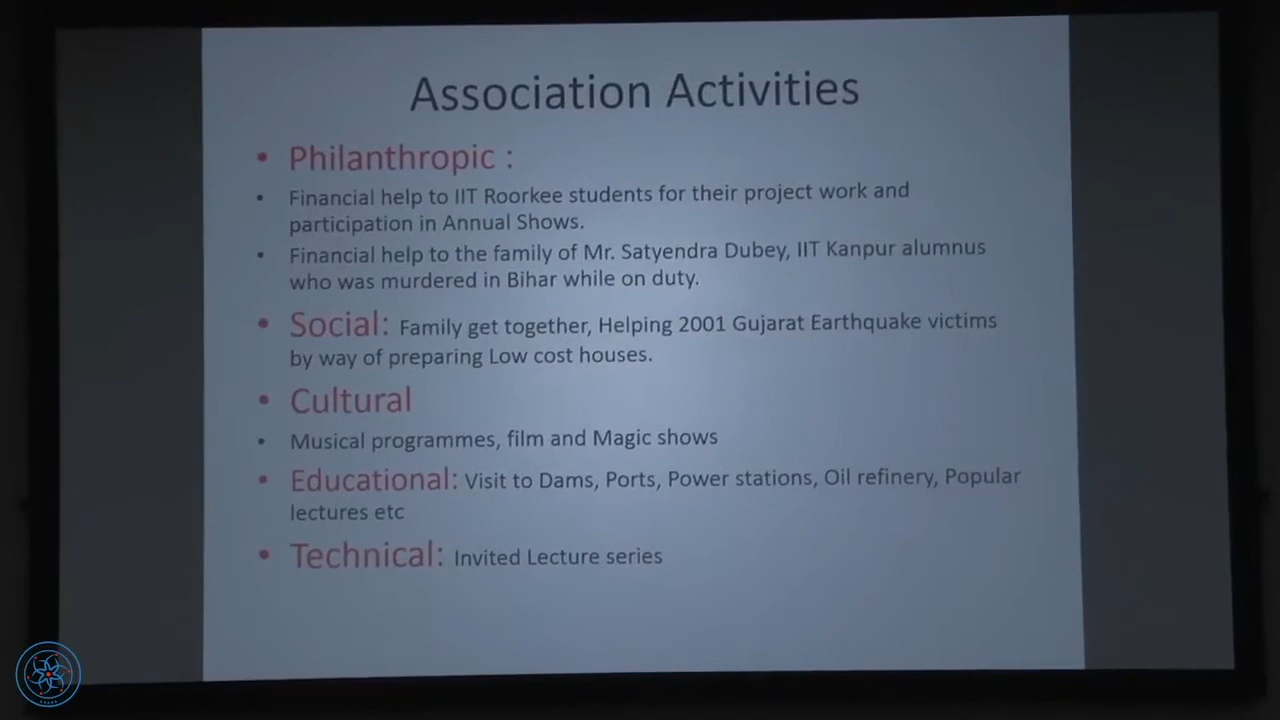 Association Activities
• Philanthropic :
• Financial help to IIT Roorkee students for their project work and
participation in Annual Shows.
• Financial help to the family of Mr. Satyendra Dubey, IIT Kanpur alumnus
who was murdered in Bihar while on duty.
• Social: Family get together, Helping 2001 Gujarat Earthquake victims
by way of preparing Low cost houses.
• Cultural
• Musical programmes, film and Magic shows
• Educational: Visit to Dams, Ports, Power stations, Oil refinery, Popular
lectures etc
• Technical: Invited Lecture series